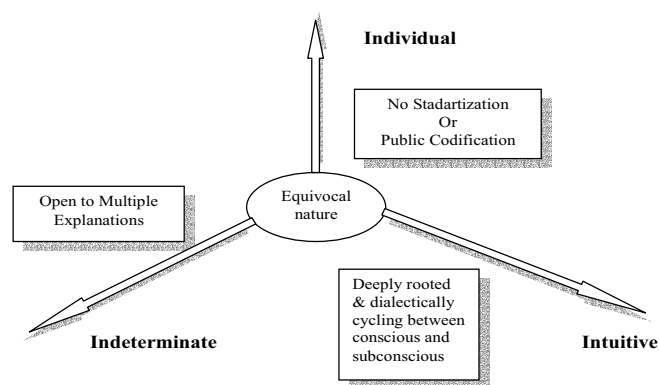 Individual
No Stadartization
Or
Public Codification
Equivocal
nature
Open to Multiple
Explanations
Deeply rooted
& dialectically
cycling between
conscious and
subconscious
Indeterminate
Intuitive